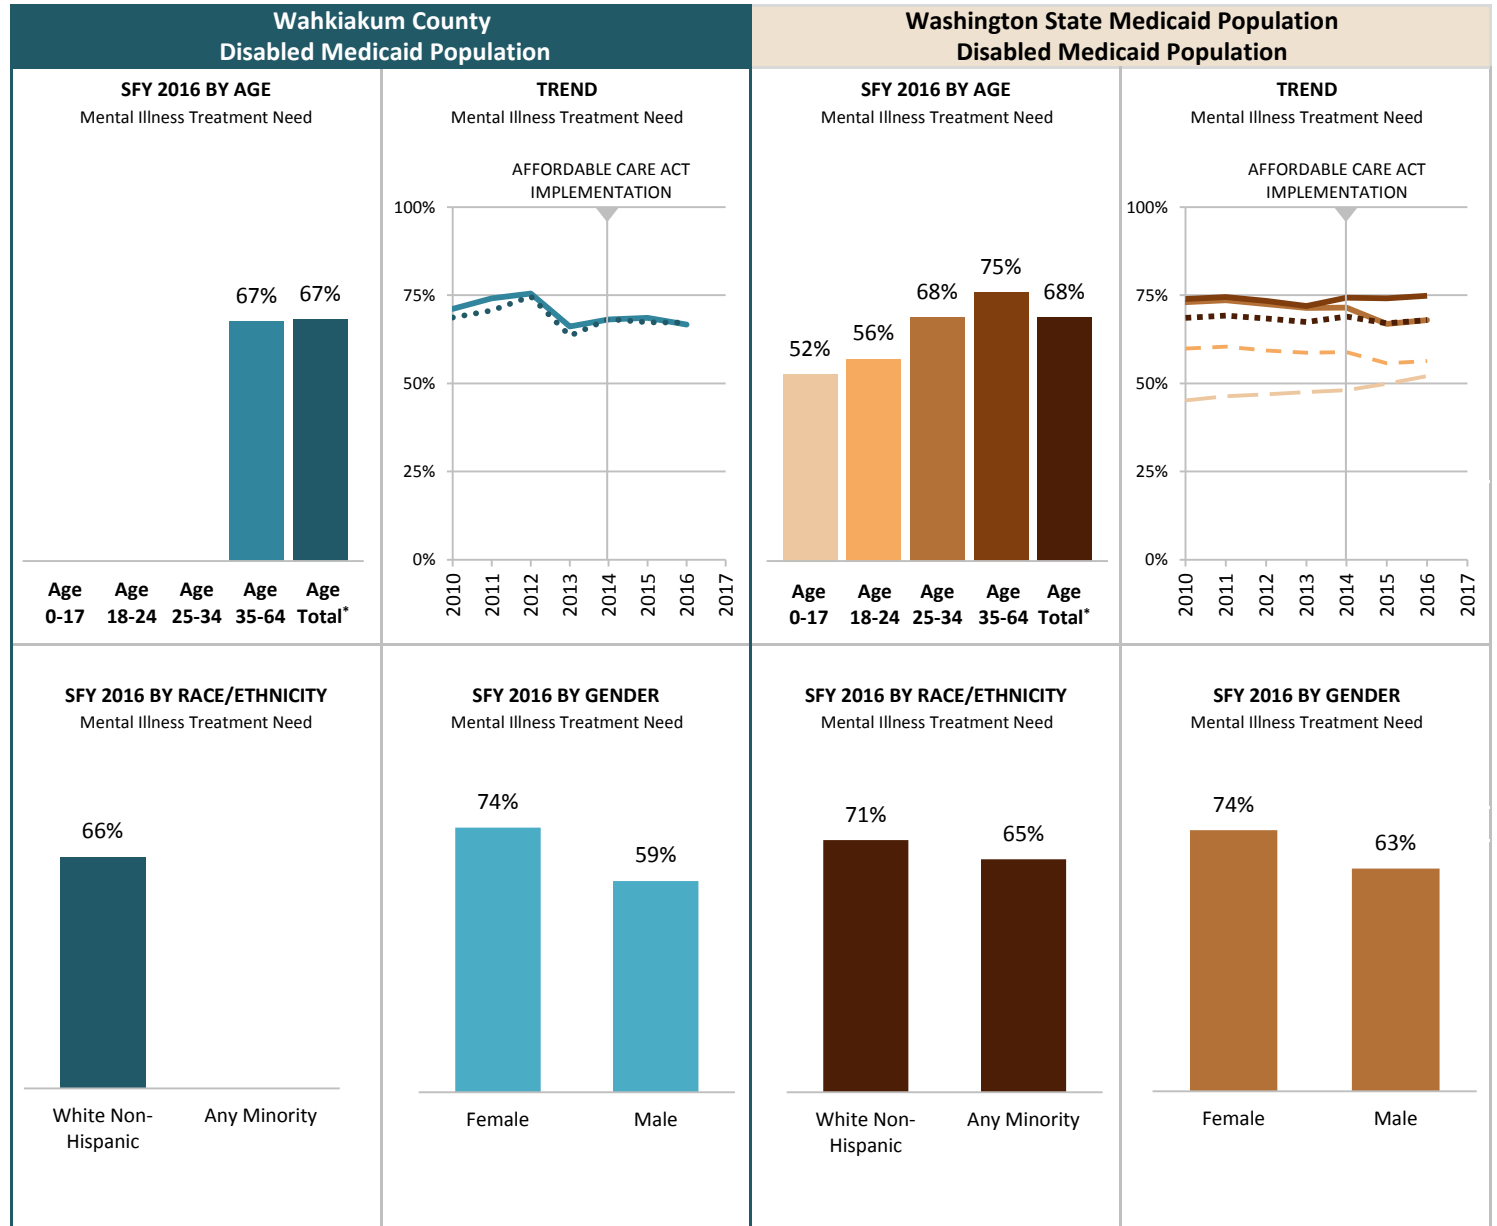 Wahkiakum County
Disabled Medicaid Population
Washington State Medicaid Population
Disabled Medicaid Population
SFY 2016 BY AGE
Mental Illness Treatment Need
67%
67%
Age
0-17
Age
18-24
Age
25-34
Age
35-64
Age
Total*
TREND
Mental Illness Treatment Need
AFFORDABLE CARE ACT
IMPLEMENTATION
100%
75%
50%
25%
0%
2010
2011
2012
2013
2014
2015
2016
2017
SFY 2016 BY AGE
Mental Illness Treatment Need
52%
56%
68%
75%
68%
Age
0-17
Age
18-24
Age
25-34
Age
35-64
Age
Total*
TREND
Mental Illness Treatment Need
AFFORDABLE CARE ACT
IMPLEMENTATION
100%
75%
50%
25%
0%
2010
2011
2012
2013
2014
2015
2016
2017
SFY 2016 BY RACE/ETHNICITY
Mental Illness Treatment Need
66%
White Non-
Hispanic
Any Minority
SFY 2016 BY GENDER
Mental Illness Treatment Need
74%
59%
Female
Male
SFY 2016 BY RACE/ETHNICITY
Mental Illness Treatment Need
71%
65%
White Non-
Hispanic
Any Minority
SFY 2016 BY GENDER
Mental Illness Treatment Need
74%
63%
Female
Male